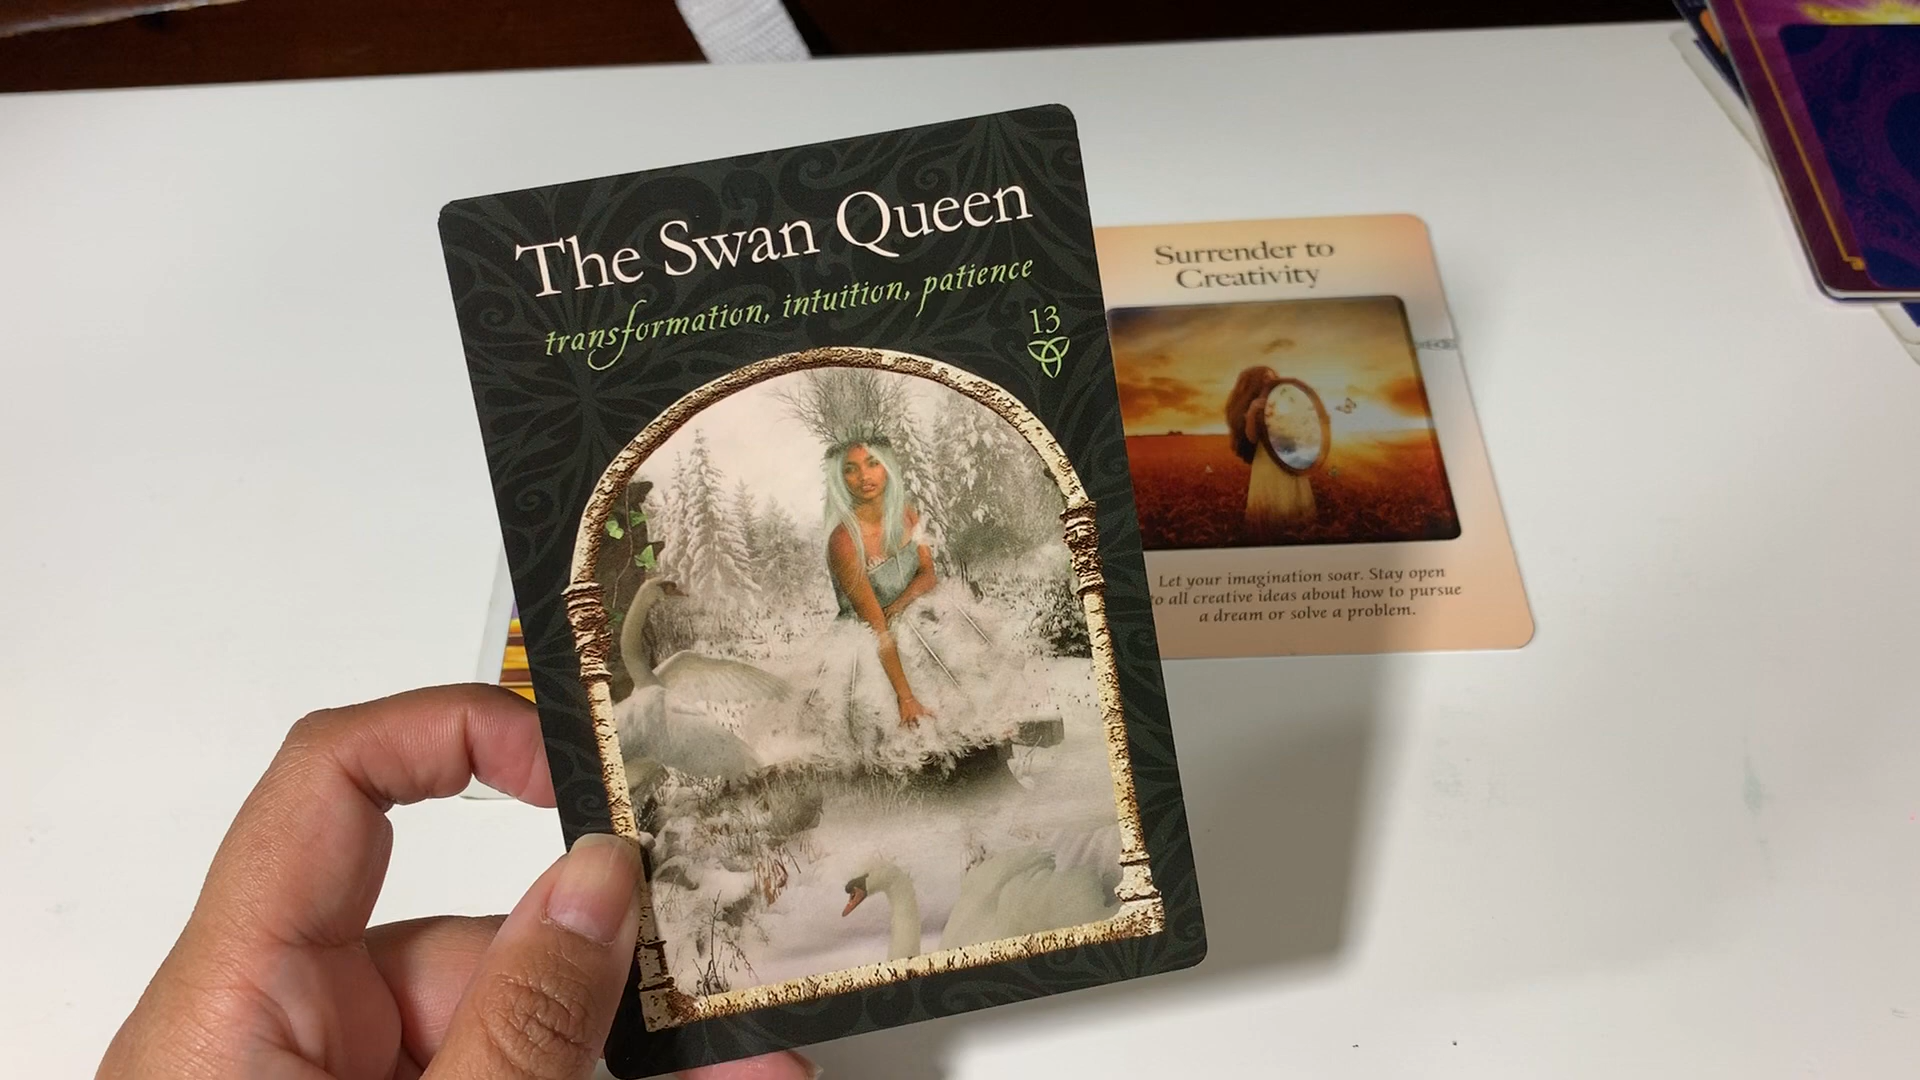 The Swan Queen
transformation, intuition, patience
13
Surrender to
Creativity
Let your imagination soar. Stay open
to all creative ideas about how to pursue
a dream or solve a problem.